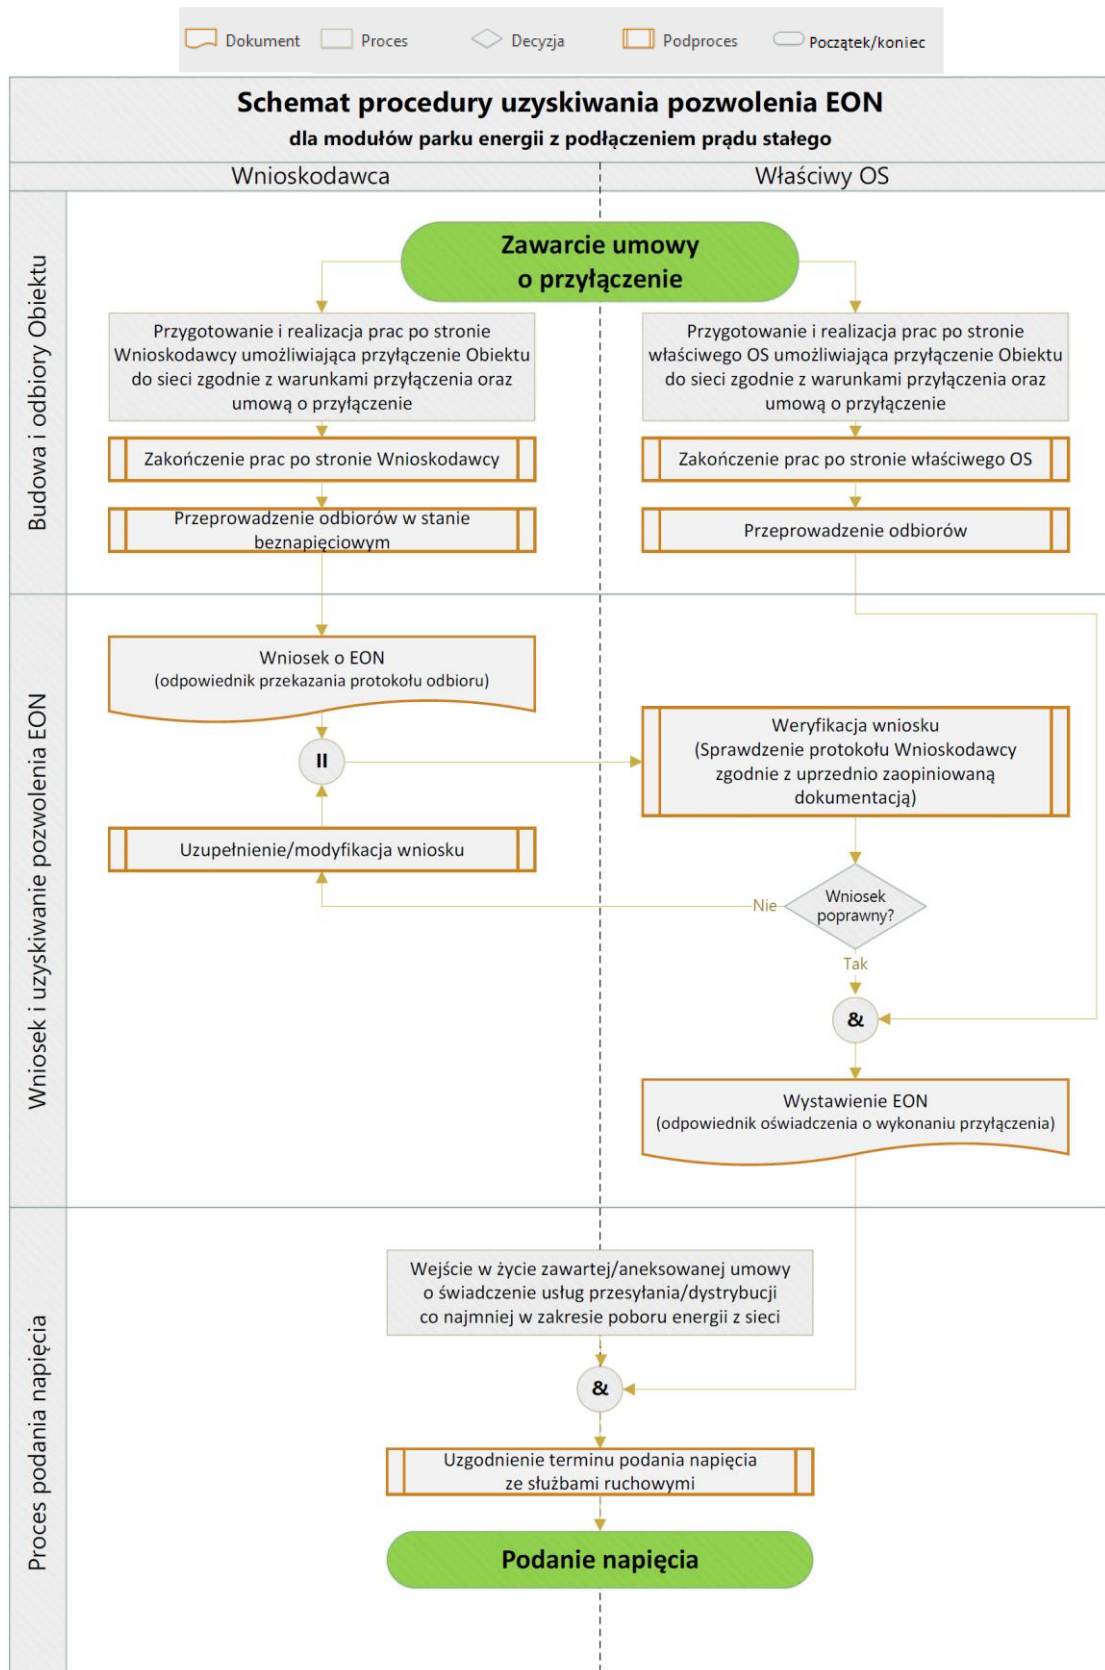 Dokument
Proces
Decyzja
Podproces
Początek/koniec
Schemat procedury uzyskiwania pozwolenia EON
dla modułów parku energii z podłączeniem prądu stałego
Wnioskodawca
Właściwy OS
Budowa i odbiory Obiektu
Zawarcie umowy
o przyłączenie
Przygotowanie i realizacja prac po stronie
Wnioskodawcy umożliwiająca przyłączenie Obiektu
do sieci zgodnie z warunkami przyłączenia oraz
umową o przyłączenie
Przygotowanie i realizacja prac po stronie
właściwego OS umożliwiająca przyłączenie Obiektu
do sieci zgodnie z warunkami przyłączenia oraz
umową o przyłączenie
Zakończenie prac po stronie Wnioskodawcy
Zakończenie prac po stronie właściwego OS
Przeprowadzenie odbiorów w stanie
beznapięciowym
Przeprowadzenie odbiorów
Wniosek i uzyskiwanie pozwolenia EON
Wniosek o EON
(odpowiednik przekazania protokołu odbioru)
II
Weryfikacja wniosku
(Sprawdzenie protokołu Wnioskodawcy
zgodnie z uprzednio zaopiniowaną
dokumentacją)
Uzupełnienie/modyfikacja wniosku
Nie
Wniosek
poprawny?
Tak
&
Wystawienie EON
(odpowiednik oświadczenia o wykonaniu przyłączenia)
Proces podania napięcia
Wejście w życie zawartej/aneksowanej umowy
o świadczenie usług przesyłania/dystrybucji
co najmniej w zakresie poboru energii z sieci
&
Uzgodnienie terminu podania napięcia
ze służbami ruchowymi
Podanie napięcia